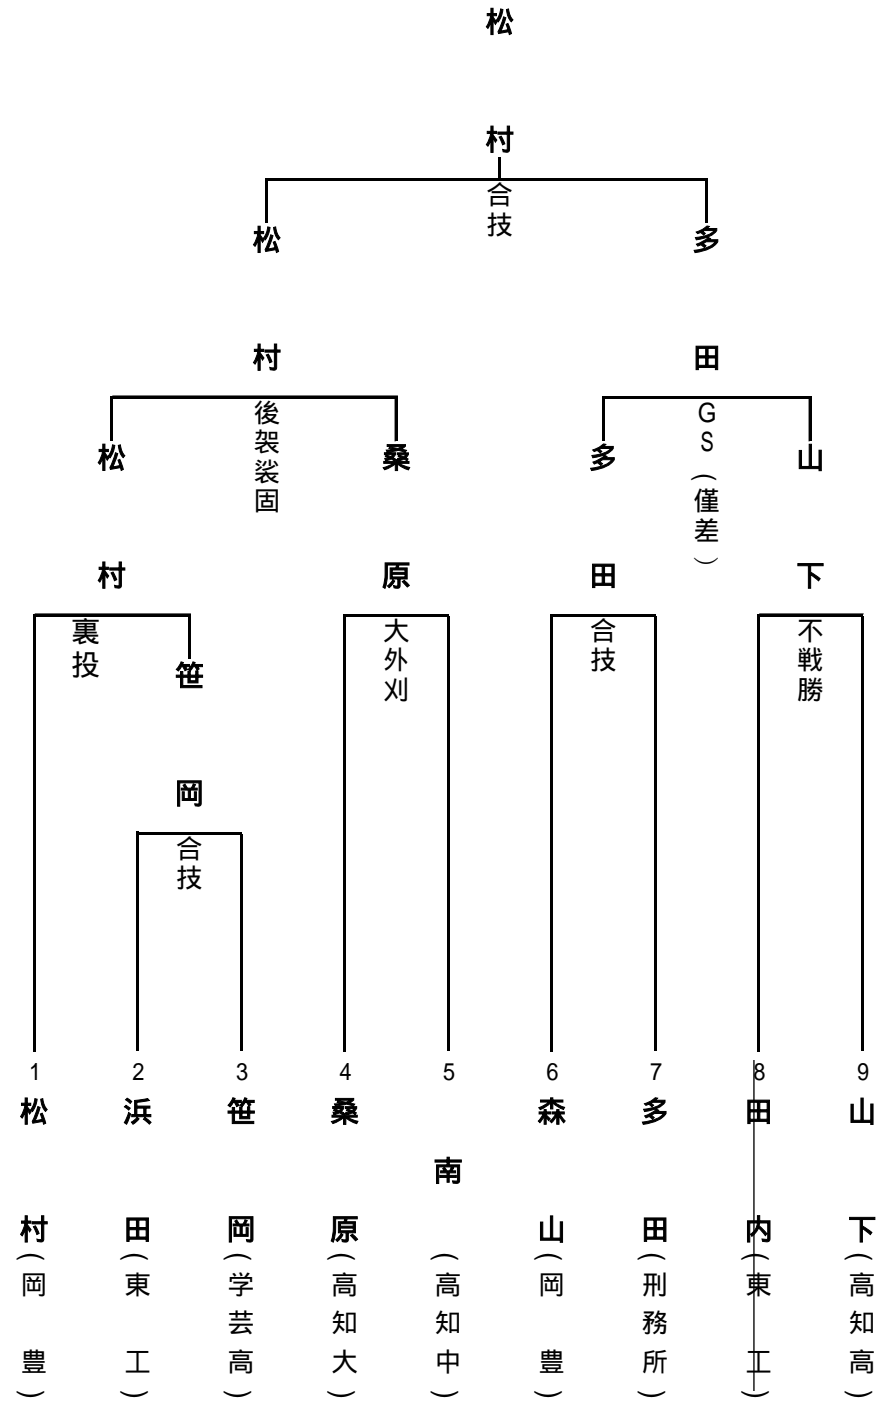 松村
合技
松村
多田
後袈裟固
GS（僅差）
松村
桑原
多田
山下
裏投
大外刈
合技
不戦勝
笹岡
合技
1
2
3
4
5
6
7
8
9
松村（岡豊）
浜田（東工）
笹岡（学芸高）
桑原（高知大）
南（高知中）
森山（岡豊）
多田（刑務所）
田内（東工）
山下（高知高）